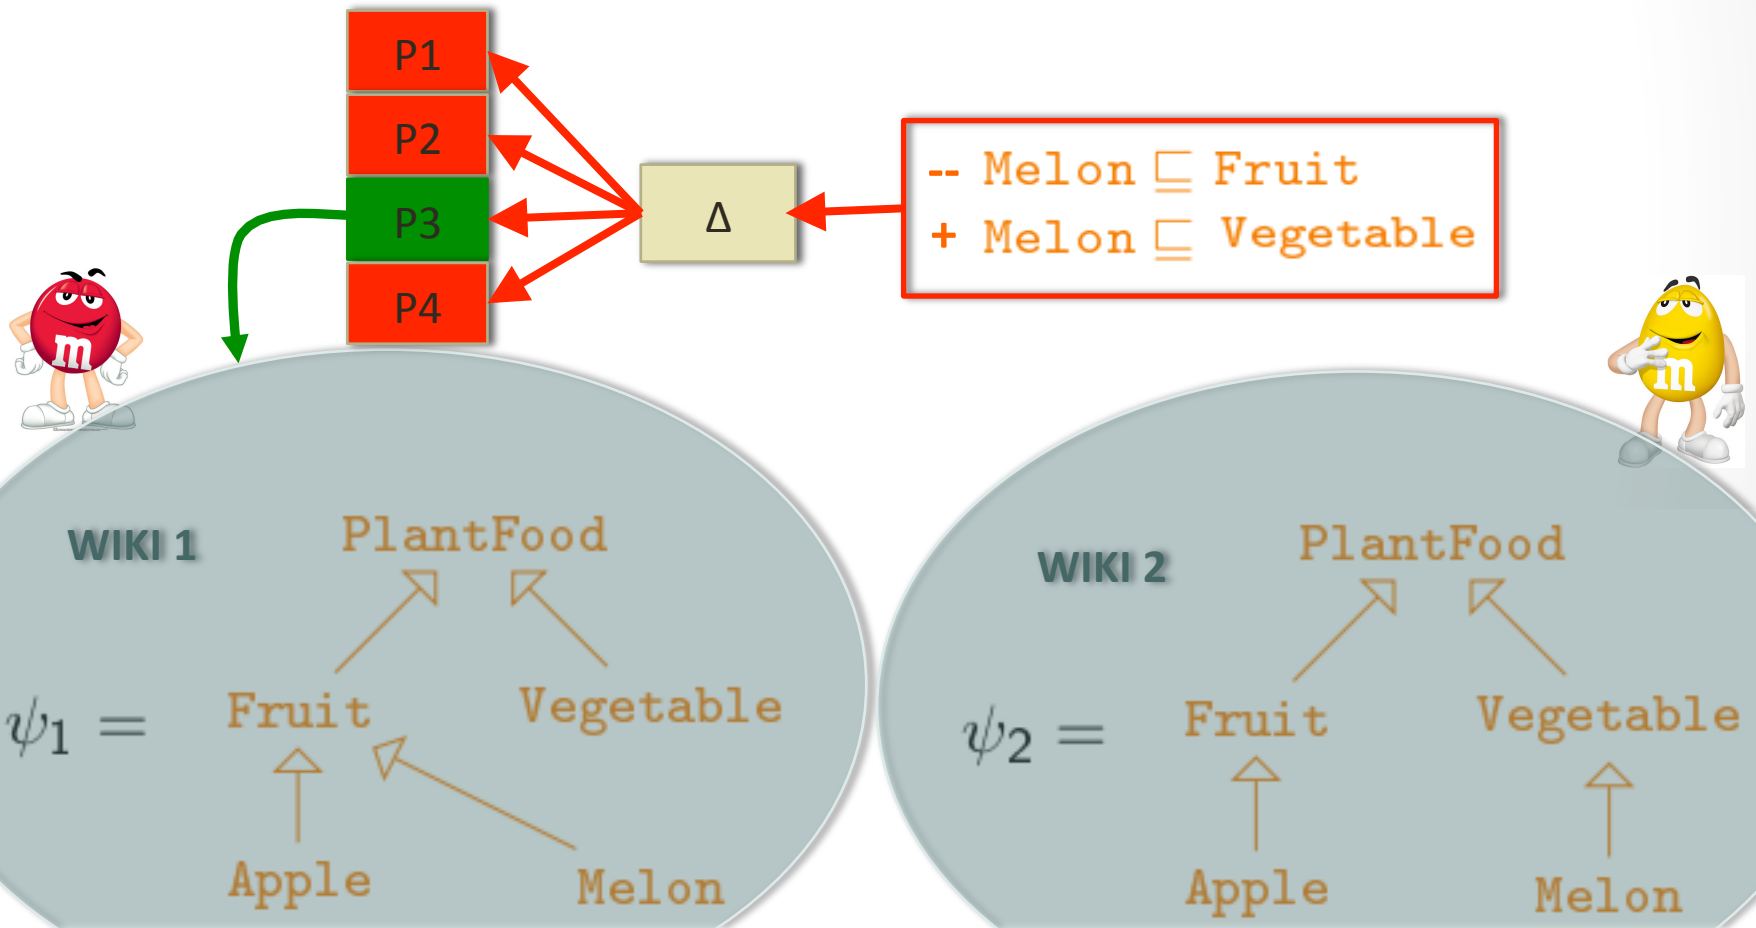 P1
P2
P3
P4
Δ
-- Melon ⊑ Fruit
+ Melon ⊑ Vegetable
m
m
WIKI 1
PlantFood
ψ₁ =
Fruit
Vegetable
Apple
Melon
WIKI 2
PlantFood
ψ₂ =
Fruit
Vegetable
Apple
Melon